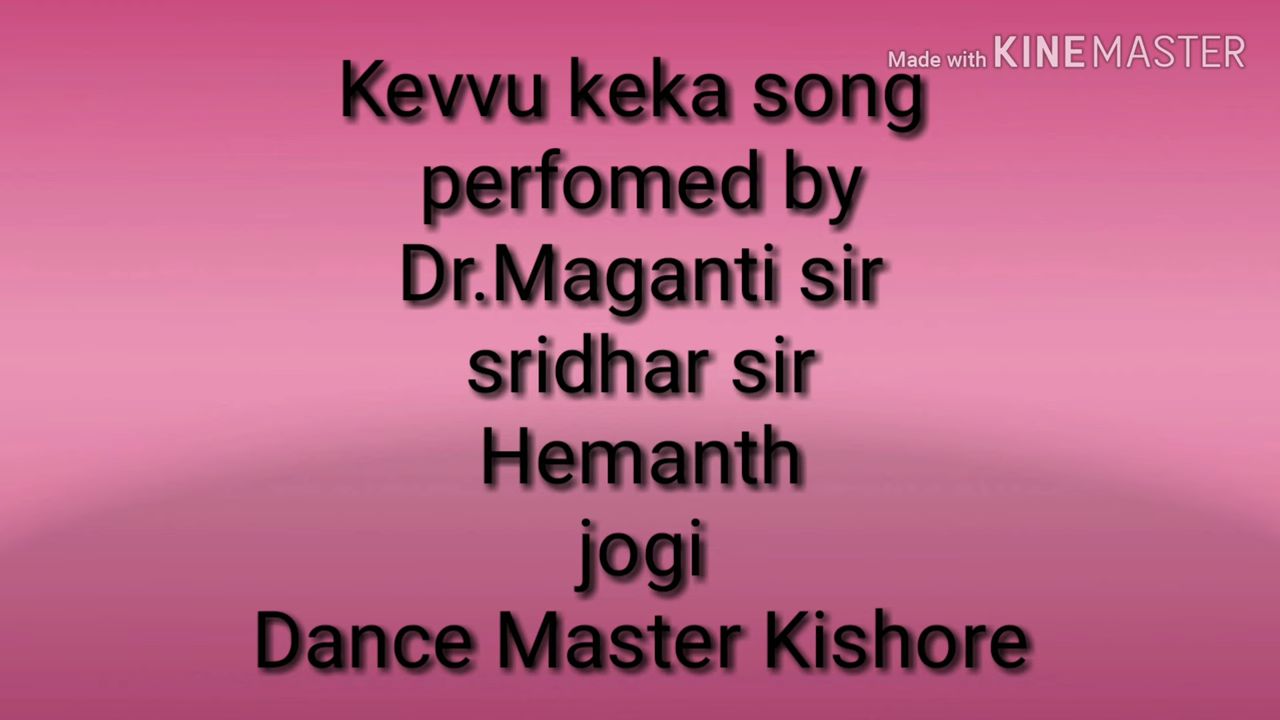 Made with KINEMASTER
Kevvu keka song
perfomed by
Dr.Maganti sir
sridhar sir
Hemanth
jogi
Dance Master Kishore